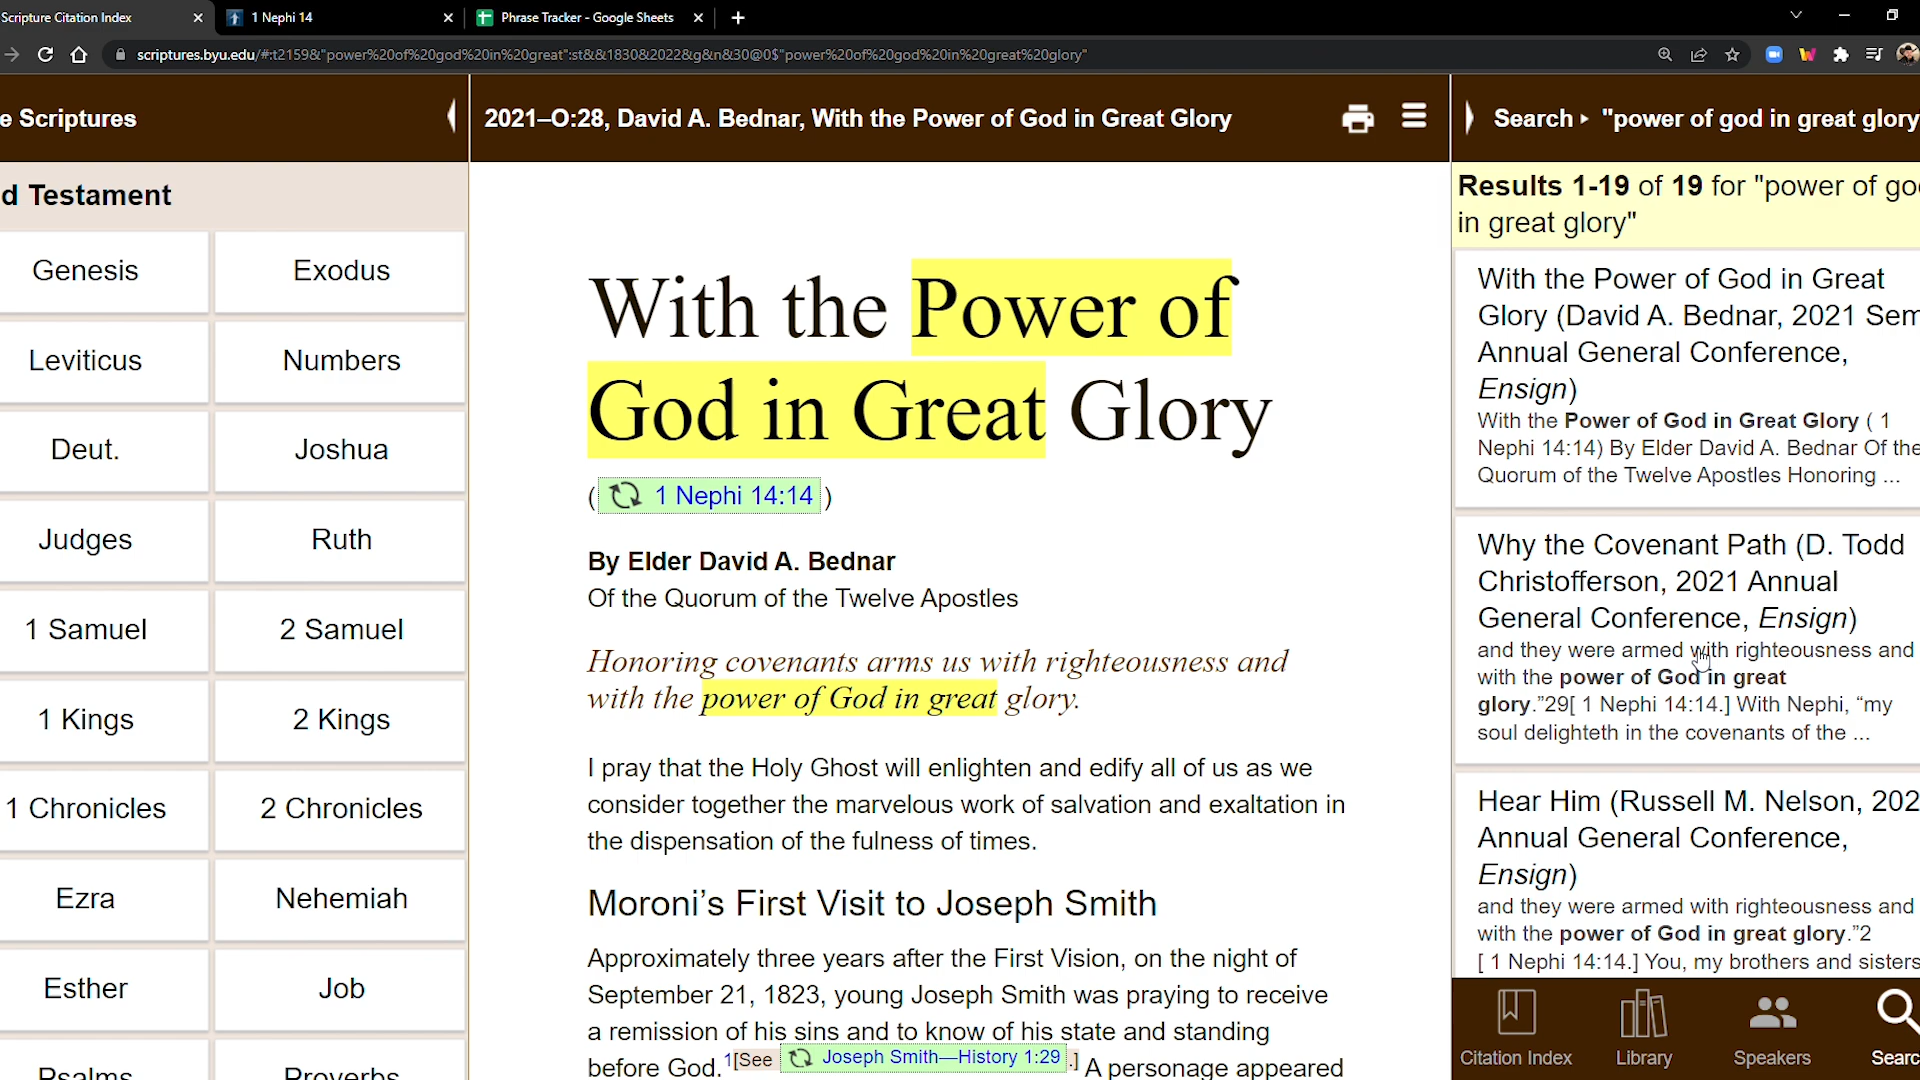 Scripture Citation Index
1 Nephi 14
Phrase Tracker - Google Sheets
scriptures.byu.edu/#:t2159&"power%20of%20god%20in%20great":st&&1830&2022&g&n&30@0$"power%20of%20god%20in%20great%20glory"
e Scriptures
2021–O:28, David A. Bednar, With the Power of God in Great Glory
Search ▸ "power of god in great glory
d Testament
Genesis
Exodus
Leviticus
Numbers
Deut.
Joshua
Judges
Ruth
1 Samuel
2 Samuel
1 Kings
2 Kings
1 Chronicles
2 Chronicles
Ezra
Nehemiah
Esther
Job
Psalms
Proverbs
With the Power of
God in Great Glory
( 1 Nephi 14:14 )
By Elder David A. Bednar
Of the Quorum of the Twelve Apostles
Honoring covenants arms us with righteousness and
with the power of God in great glory.
I pray that the Holy Ghost will enlighten and edify all of us as we
consider together the marvelous work of salvation and exaltation in
the dispensation of the fulness of times.
Moroni’s First Visit to Joseph Smith
Approximately three years after the First Vision, on the night of
September 21, 1823, young Joseph Smith was praying to receive
a remission of his sins and to know of his state and standing
before God.1[See Joseph Smith—History 1:29 .] A personage appeared
Results 1-19 of 19 for "power of go
in great glory"
With the Power of God in Great
Glory (David A. Bednar, 2021 Sem
Annual General Conference,
Ensign)
With the Power of God in Great Glory ( 1
Nephi 14:14) By Elder David A. Bednar Of the
Quorum of the Twelve Apostles Honoring ...
Why the Covenant Path (D. Todd
Christofferson, 2021 Annual
General Conference, Ensign)
and they were armed with righteousness and
with the power of God in great
glory.”29[ 1 Nephi 14:14.] With Nephi, “my
soul delighteth in the covenants of the ...
Hear Him (Russell M. Nelson, 202
Annual General Conference,
Ensign)
and they were armed with righteousness and
with the power of God in great glory.”2
[ 1 Nephi 14:14.] You, my brothers and sisters
Citation Index
Library
Speakers
Searc